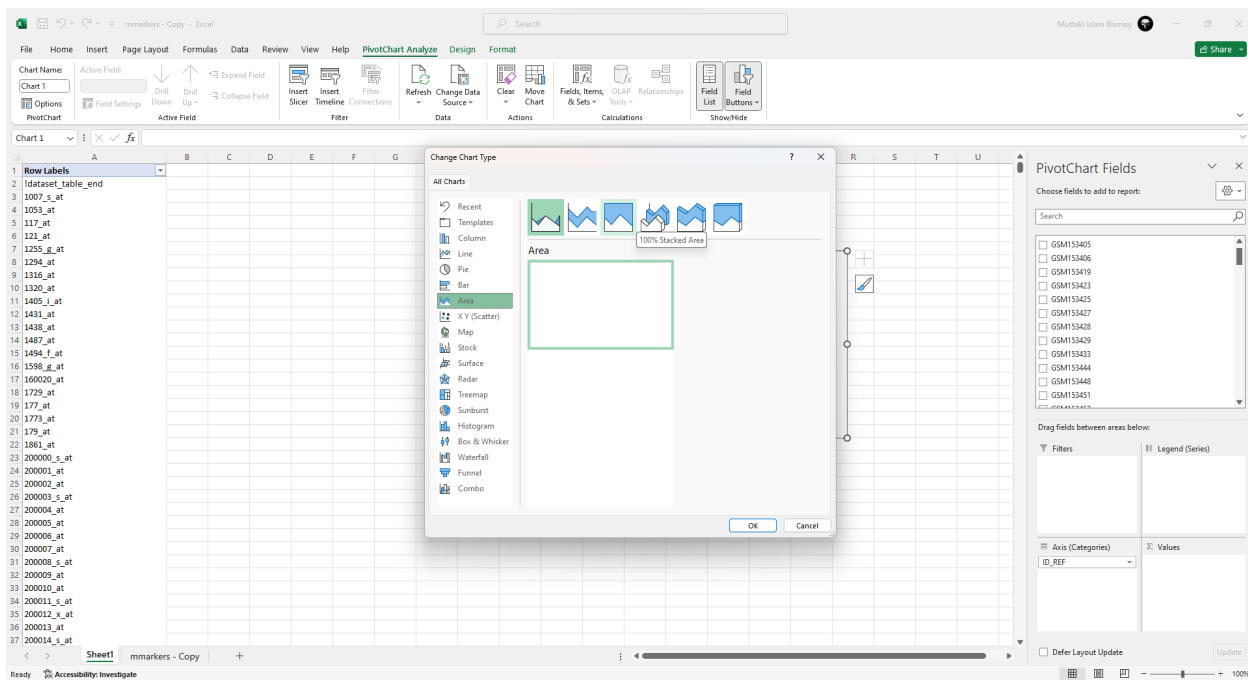 mmarkers - Copy - Excel
Search
Muttaki Islam Bismoy
File Home Insert Page Layout Formulas Data Review View Help PivotChart Analyze Design Format
Share
Chart Name:
Chart 1
Options
PivotChart
Active Field:
Field Settings
Drill Down
Drill Up
Expand Field
Collapse Field
Active Field
Insert Slicer
Insert Timeline
Filter Connections
Filter
Refresh
Change Data Source
Data
Clear
Move Chart
Actions
Fields, Items, & Sets
OLAP Tools
Relationships
Calculations
Field List
Field Buttons
Show/Hide
Chart 1
fx
A B C D E F G R S T U
1 Row Labels
2 !dataset_table_end
3 1007_s_at
4 1053_at
5 117_at
6 121_at
7 1255_g_at
8 1294_at
9 1316_at
10 1320_at
11 1405_i_at
12 1431_at
13 1438_at
14 1487_at
15 1494_f_at
16 1598_g_at
17 160020_at
18 1729_at
19 177_at
20 1773_at
21 179_at
22 1861_at
23 200000_s_at
24 200001_at
25 200002_at
26 200003_s_at
27 200004_at
28 200005_at
29 200006_at
30 200007_at
31 200008_s_at
32 200009_at
33 200010_at
34 200011_s_at
35 200012_x_at
36 200013_at
37 200014_s_at
Change Chart Type
?
All Charts
Recent
Templates
Column
Line
Pie
Bar
Area
X Y (Scatter)
Map
Stock
Surface
Radar
Treemap
Sunburst
Histogram
Box & Whisker
Waterfall
Funnel
Combo
100% Stacked Area
Area
OK
Cancel
PivotChart Fields
Choose fields to add to report:
Search
GSM153405
GSM153406
GSM153419
GSM153423
GSM153425
GSM153427
GSM153428
GSM153429
GSM153433
GSM153444
GSM153448
GSM153451
Drag fields between areas below:
Filters
Legend (Series)
Axis (Categories)
Σ Values
ID_REF
Defer Layout Update
Update
Sheet1
mmarkers - Copy
Ready
Accessibility: Investigate
100%